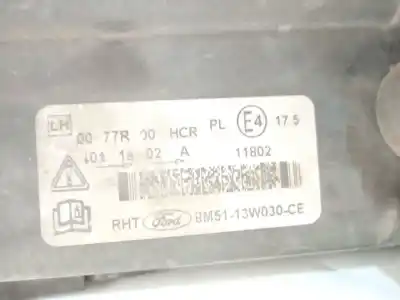 LH 00 77R 00 HCR PL E4 17.5
A 11802
RHT Ford BM51-13W030-CE